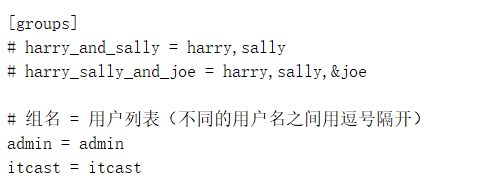 [groups]
# harry_and_sally = harry,sally
# harry_sally_and_joe = harry,sally,&joe
# 组名 = 用户列表（不同的用户名之间用逗号隔开）
admin = admin
itcast = itcast